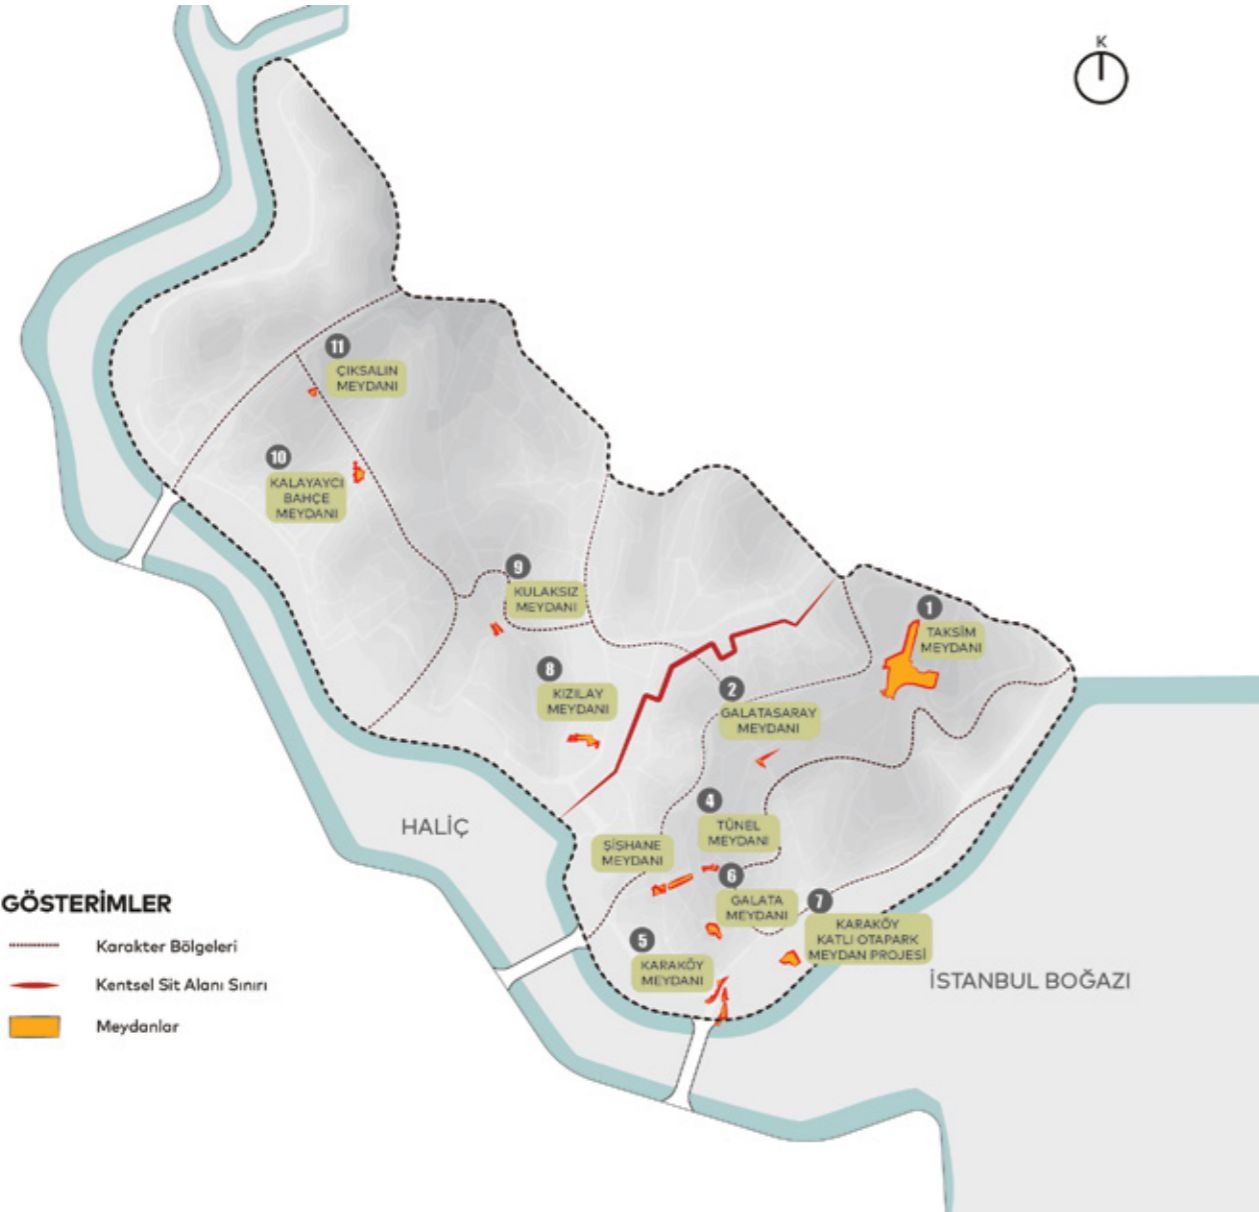 K
11
ÇIKSALIN
MEYDANI
10
KALAYAYCI
BAHÇE
MEYDANI
9
KULAKSIZ
MEYDANI
1
TAKSİM
MEYDANI
8
KIZILAY
MEYDANI
2
GALATASARAY
MEYDANI
4
TÜNEL
MEYDANI
ŞİŞHANE
MEYDANI
HALİÇ
6
GALATA
MEYDANI
7
KARAKÖY
KATLI OTAPARK
MEYDAN PROJESİ
5
KARAKÖY
MEYDANI
İSTANBUL BOĞAZI
GÖSTERİMLER
Karakter Bölgeleri
Kentsel Sit Alanı Sınırı
Meydanlar